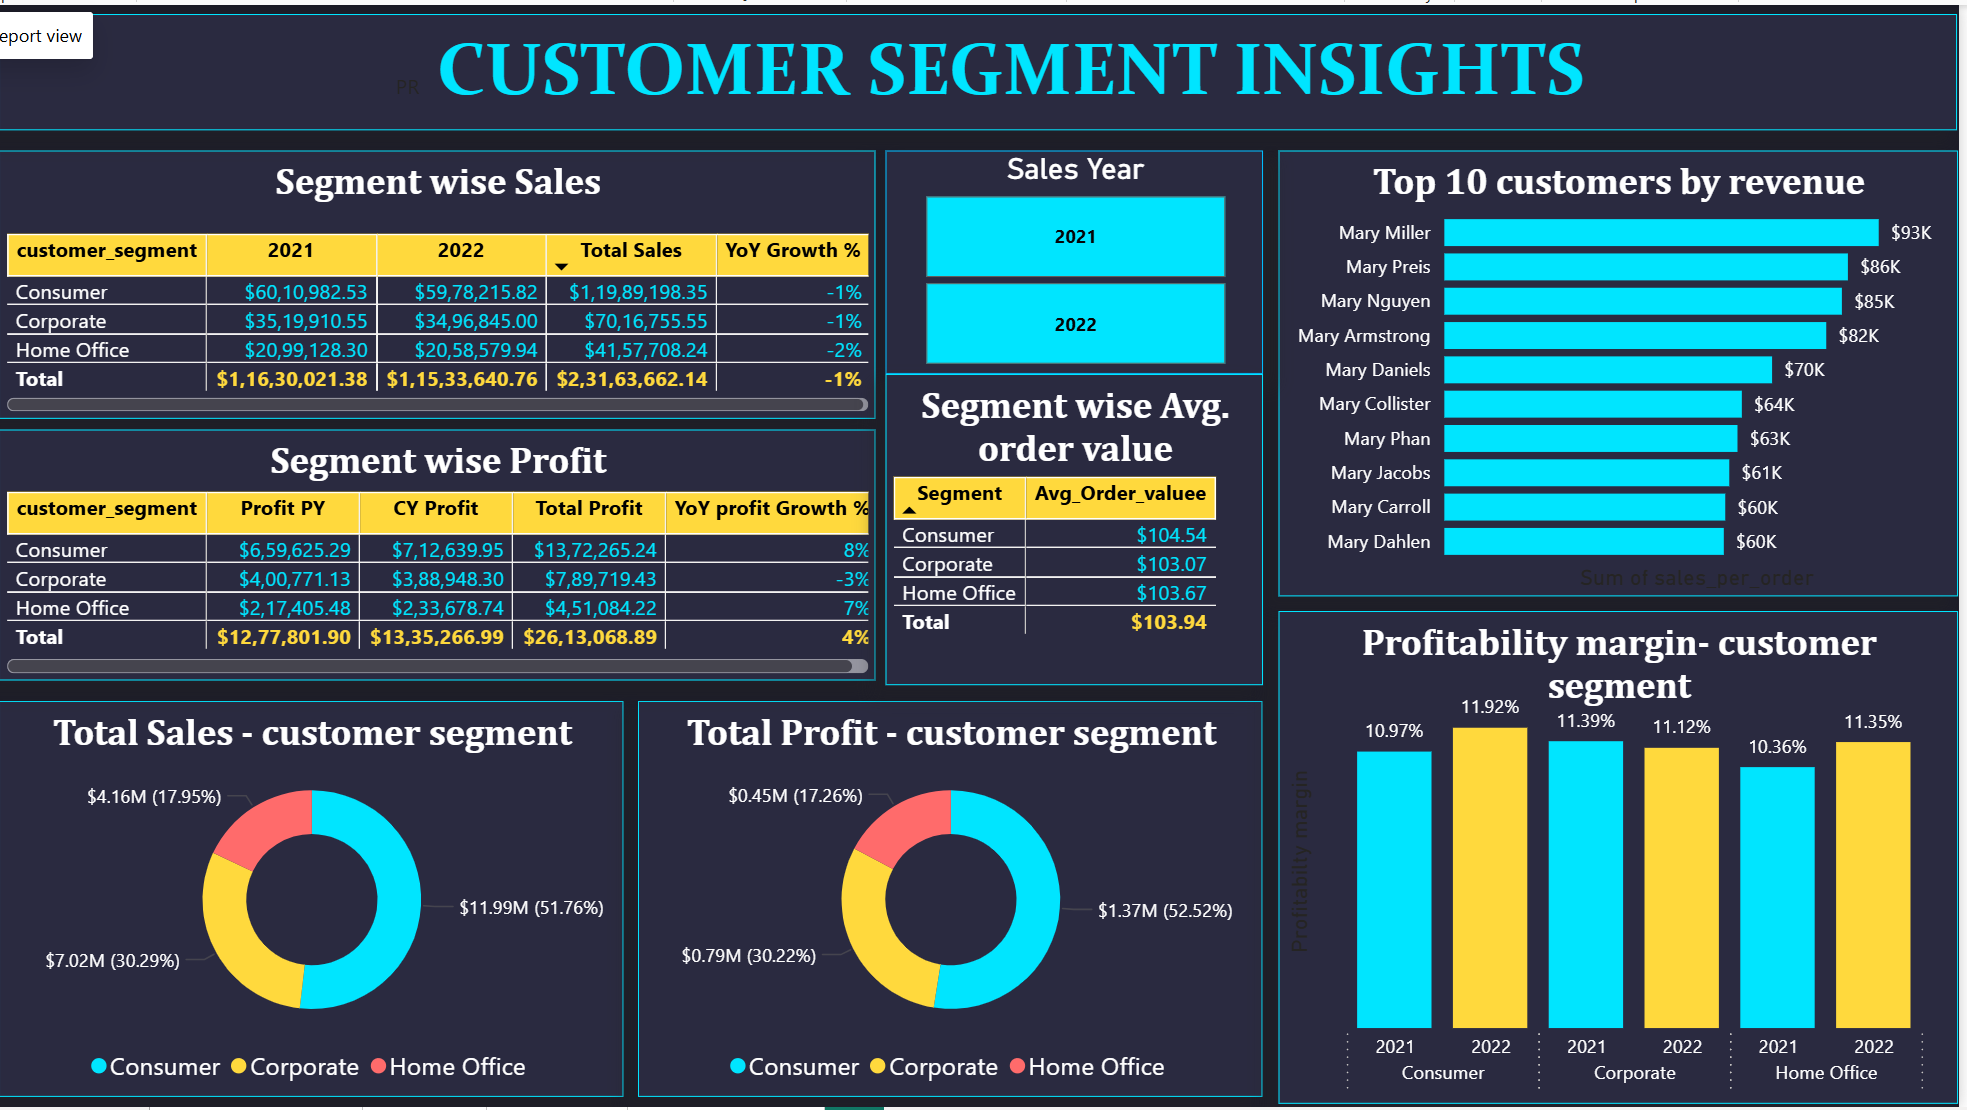 eport view
PR
CUSTOMER SEGMENT INSIGHTS
Segment wise Sales
customer_segment 2021 2022 Total Sales YoY Growth %
Consumer $60,10,982.53 $59,78,215.82 $1,19,89,198.35 -1%
Corporate $35,19,910.55 $34,96,845.00 $70,16,755.55 -1%
Home Office $20,99,128.30 $20,58,579.94 $41,57,708.24 -2%
Total $1,16,30,021.38 $1,15,33,640.76 $2,31,63,662.14 -1%
Segment wise Profit
customer_segment Profit PY CY Profit Total Profit YoY profit Growth %
Consumer $6,59,625.29 $7,12,639.95 $13,72,265.24 8%
Corporate $4,00,771.13 $3,88,948.30 $7,89,719.43 -3%
Home Office $2,17,405.48 $2,33,678.74 $4,51,084.22 7%
Total $12,77,801.90 $13,35,266.99 $26,13,068.89 4%
Sales Year
2021
2022
Segment wise Avg.
order value
Segment Avg_Order_valuee
Consumer $104.54
Corporate $103.07
Home Office $103.67
Total $103.94
Top 10 customers by revenue
Mary Miller $93K
Mary Preis $86K
Mary Nguyen $85K
Mary Armstrong $82K
Mary Daniels $70K
Mary Collister $64K
Mary Phan $63K
Mary Jacobs $61K
Mary Carroll $60K
Mary Dahlen $60K
Sum of sales_per_order
Total Sales - customer segment
$4.16M (17.95%)
$11.99M (51.76%)
$7.02M (30.29%)
Consumer Corporate Home Office
Total Profit - customer segment
$0.45M (17.26%)
$1.37M (52.52%)
$0.79M (30.22%)
Consumer Corporate Home Office
Profitability margin- customer
segment
10.97% 11.92% 11.39% 11.12% 10.36% 11.35%
Profitabilty margin
2021 2022 2021 2022 2021 2022
Consumer Corporate Home Office